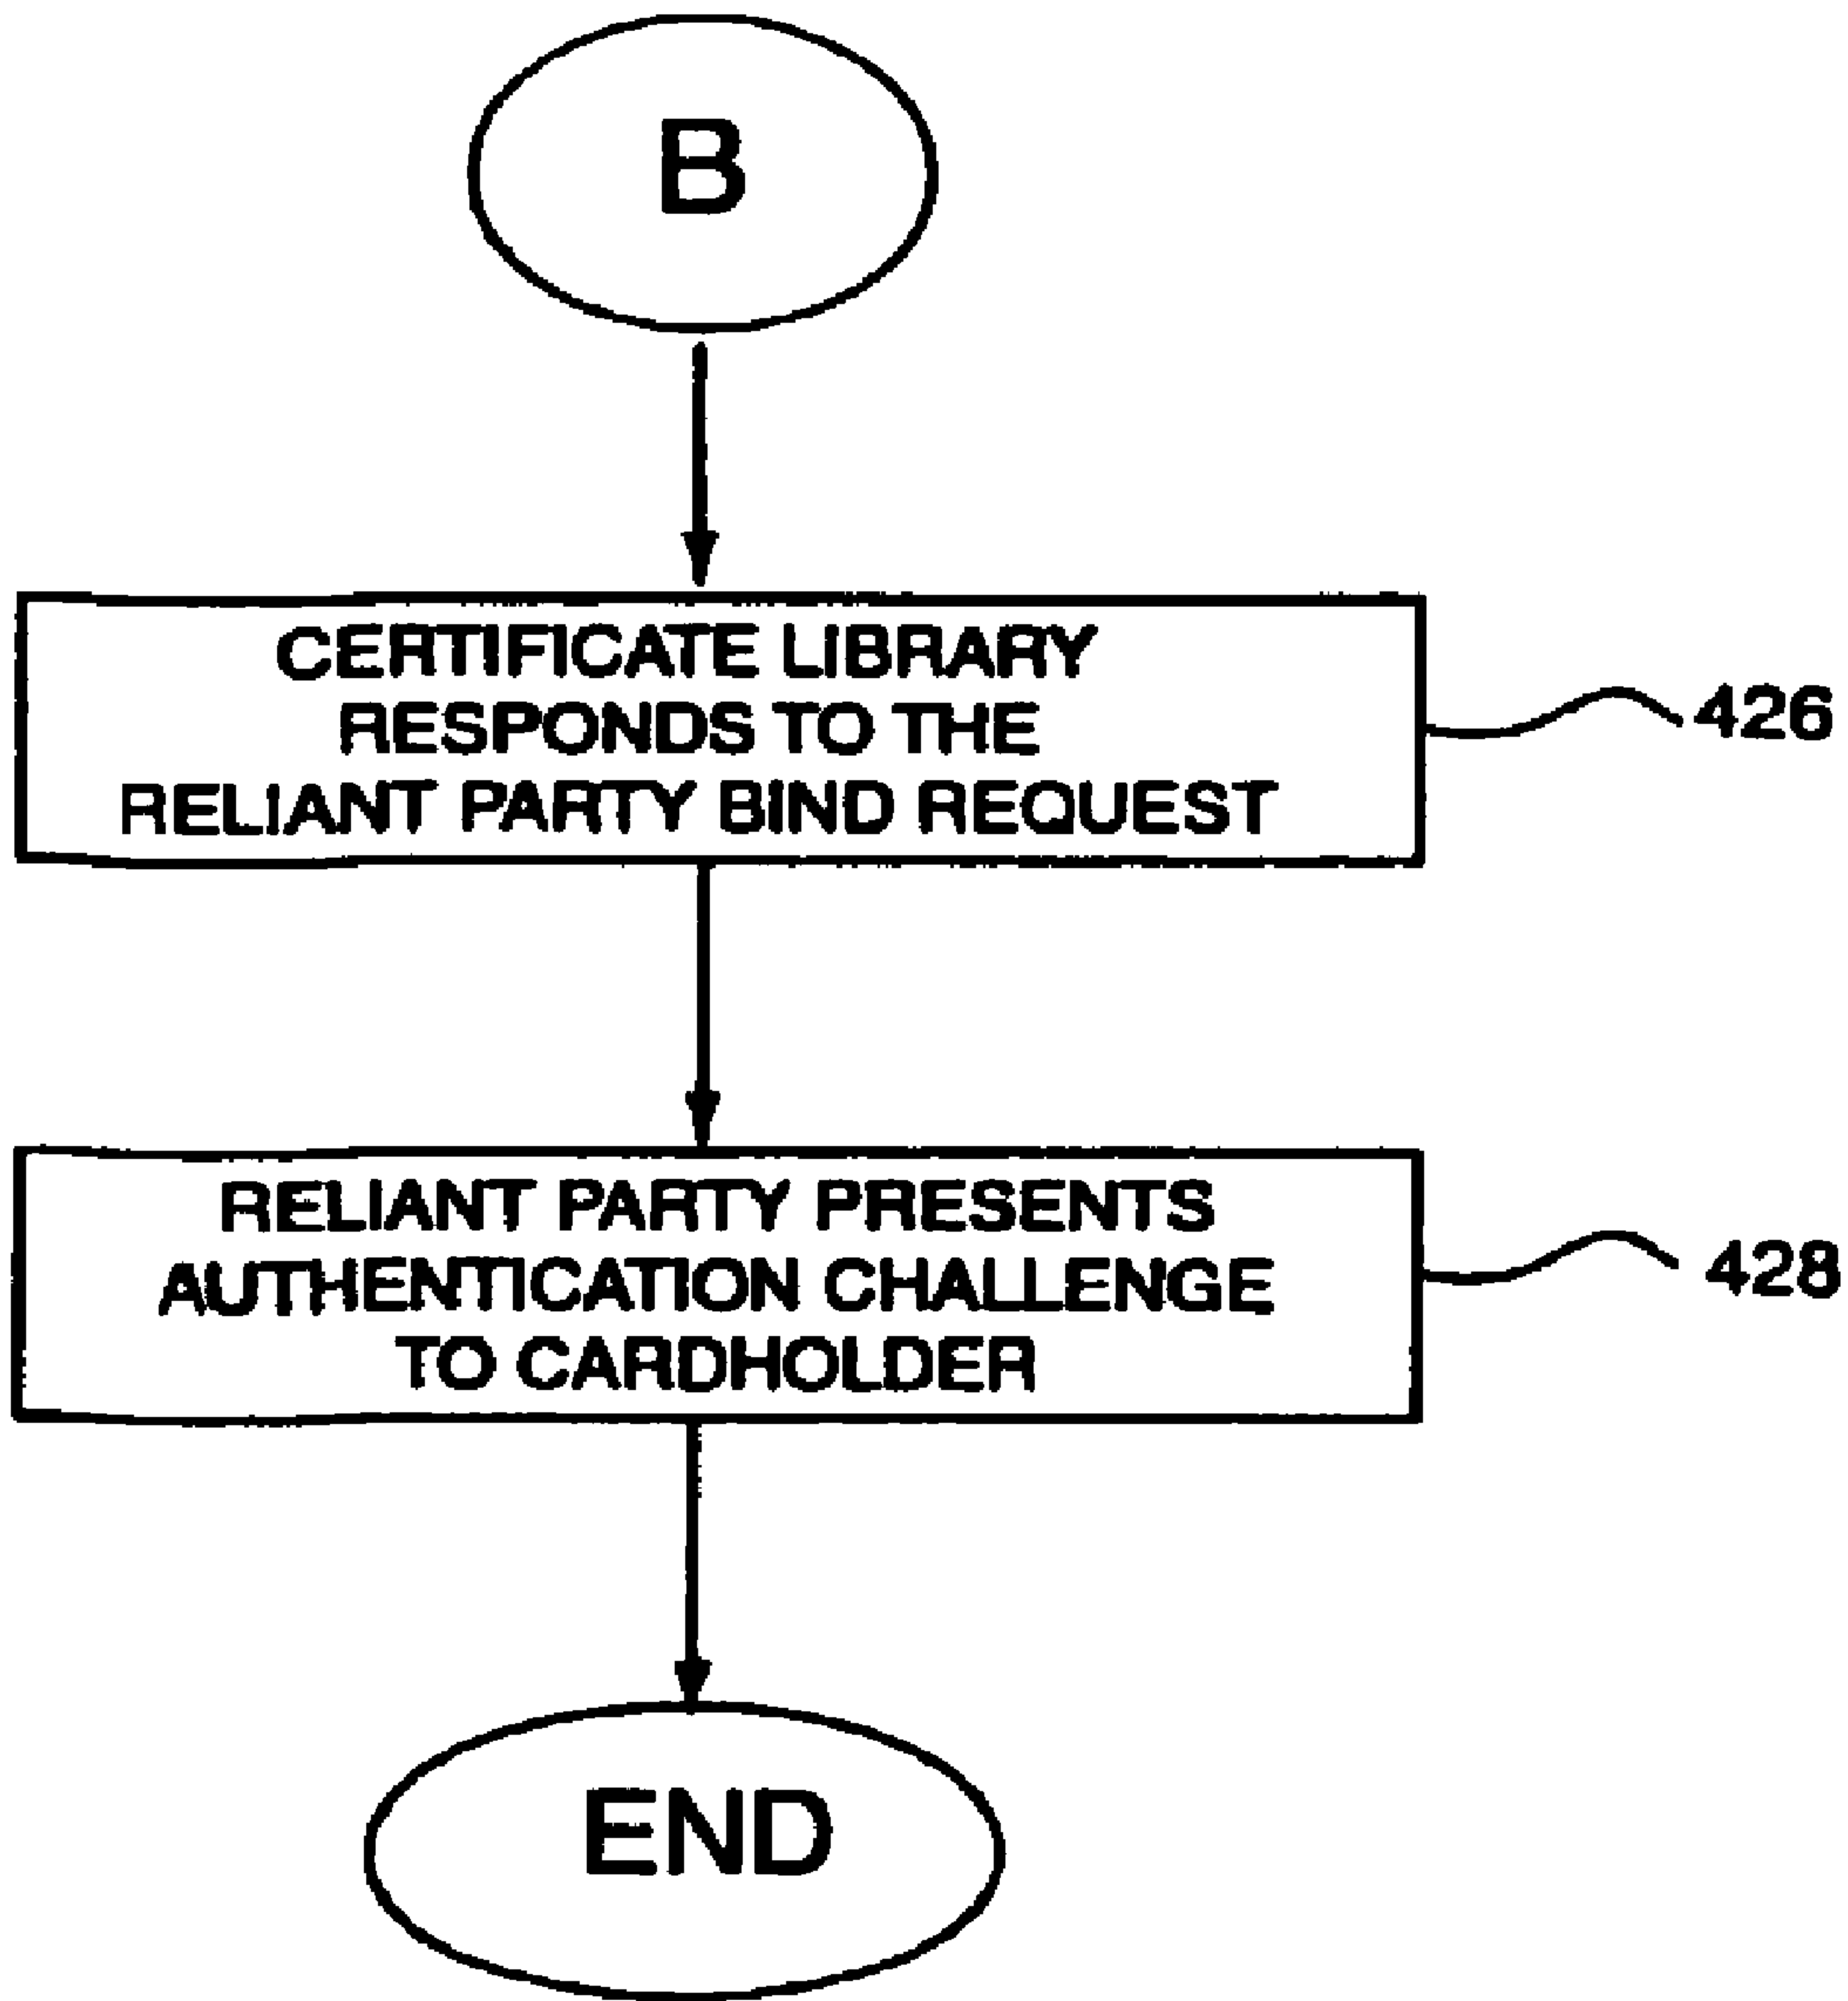 B
CERTIFICATE LIBRARY
RESPONDS TO THE
RELIANT PARTY BIND REQUEST
426
RELIANT PARTY PRESENTS
AUTHENTICATION CHALLENGE
TO CARDHOLDER
428
END